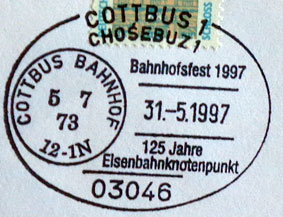 COTTBUS 1
CHOSEBUZ 1
COTTBUS BAHNHOF
5 7
73
12-1N
Bahnhofsfest 1997
31.-5.1997
125 Jahre
Eisenbahnknotenpunkt
03046